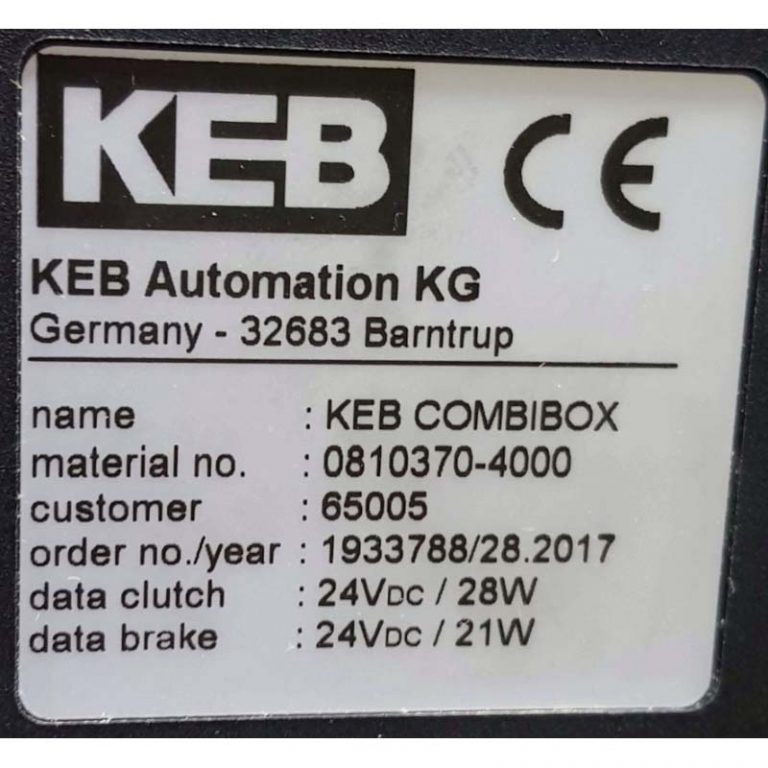 KEB CE
KEB Automation KG
Germany - 32683 Barntrup
name : KEB COMBIBOX
material no. : 0810370-4000
customer : 65005
order no./year : 1933788/28.2017
data clutch : 24VDC / 28W
data brake : 24VDC / 21W